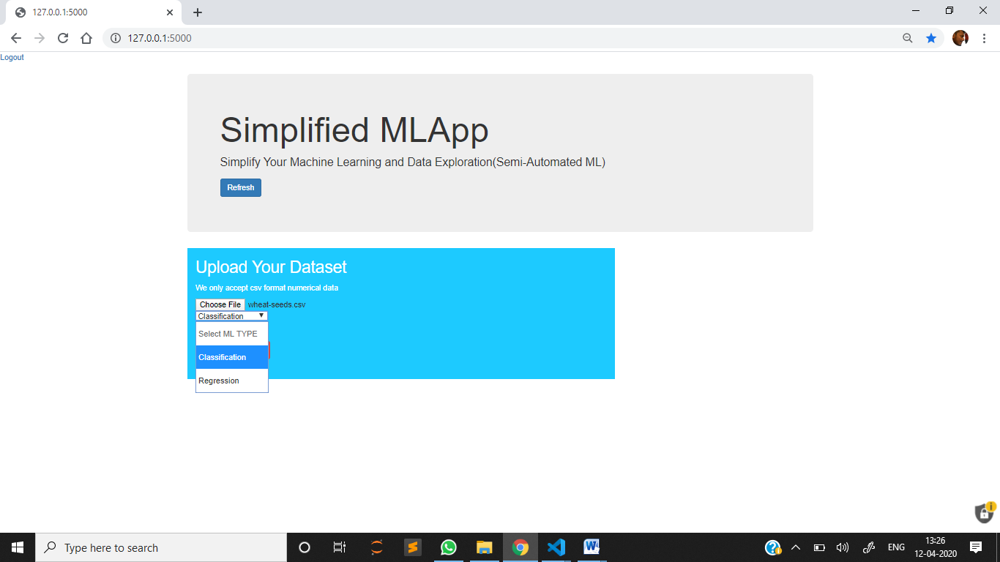 127.0.0.1:5000
127.0.0.1:5000
Logout
Simplified MLApp
Simplify Your Machine Learning and Data Exploration(Semi-Automated ML)
Refresh
Upload Your Dataset
We only accept csv format numerical data
Choose File wheat-seeds.csv
Classification
Select ML TYPE
Classification
Regression
Type here to search
ENG
13:26
12-04-2020